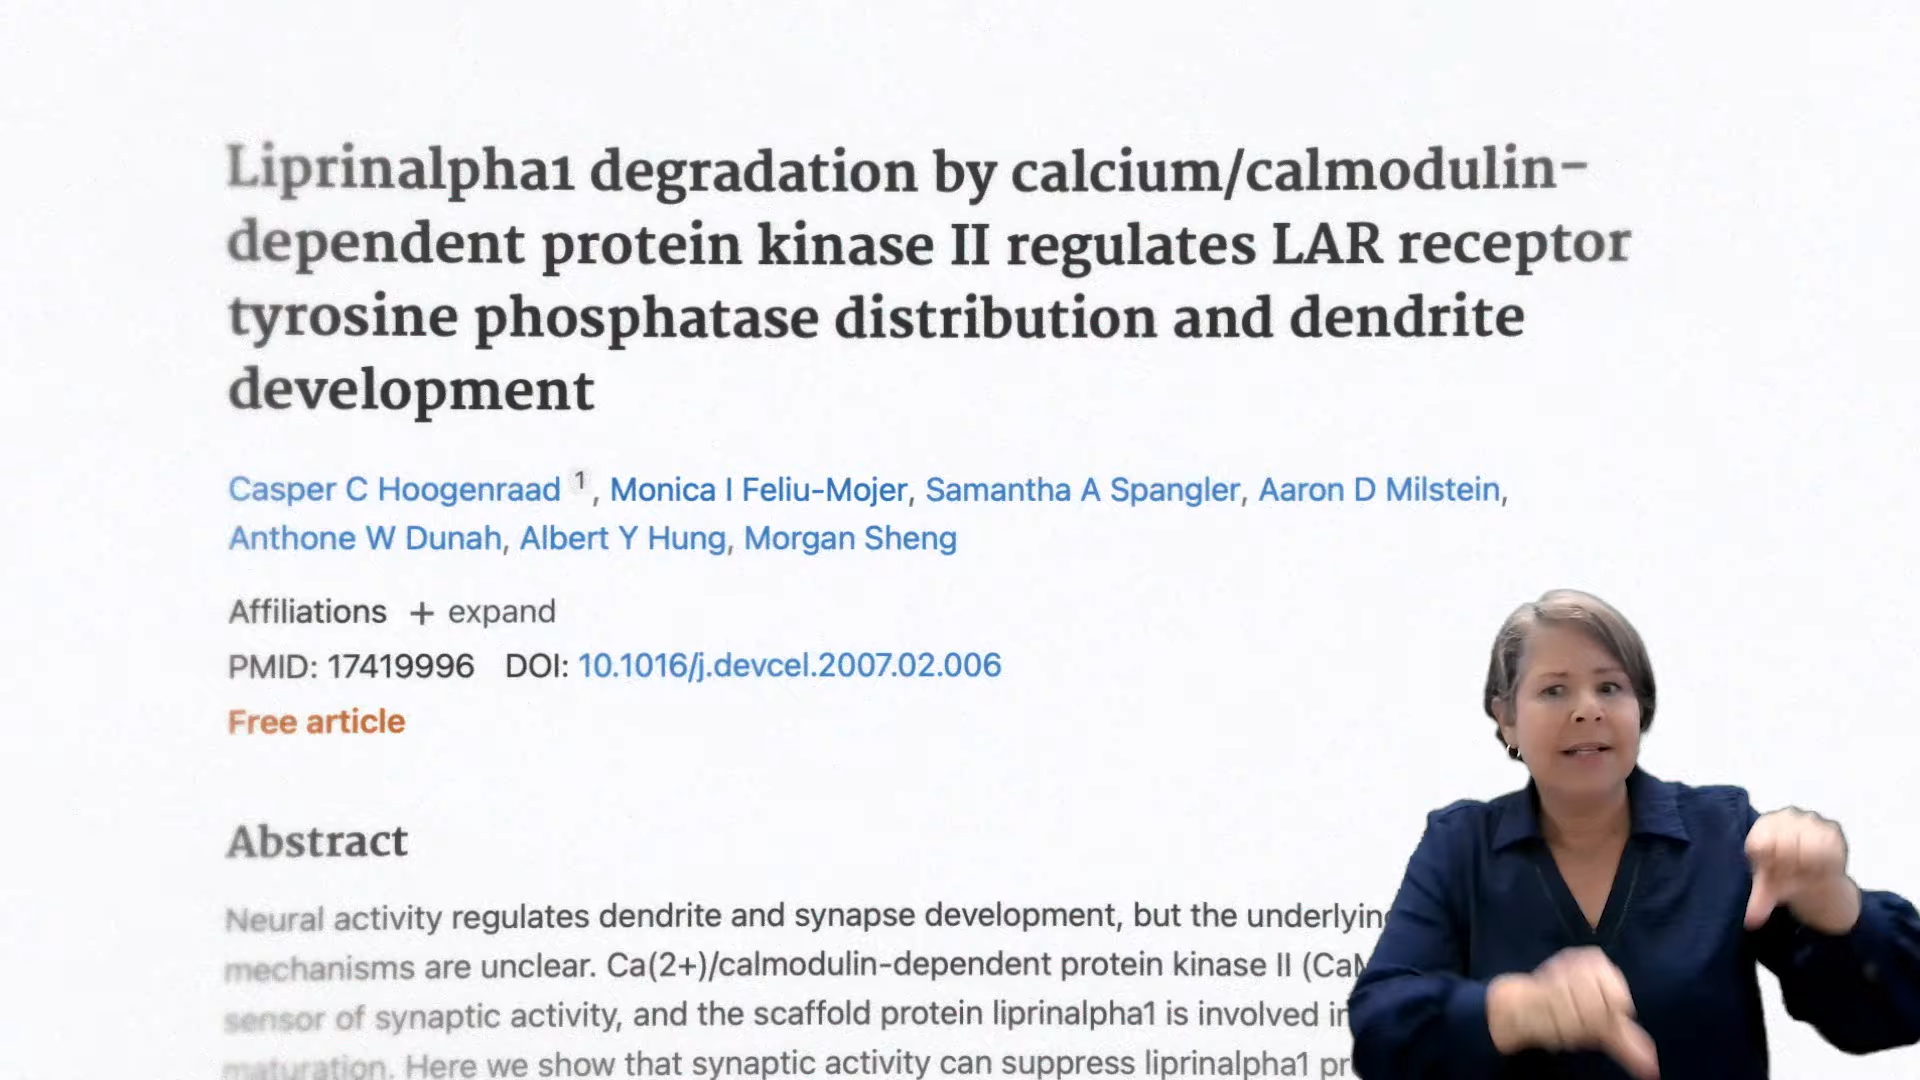 Liprinalpha1 degradation by calcium/calmodulin-
dependent protein kinase II regulates LAR receptor
tyrosine phosphatase distribution and dendrite
development
Casper C Hoogenraad 1, Monica I Feliu-Mojer, Samantha A Spangler, Aaron D Milstein,
Anthone W Dunah, Albert Y Hung, Morgan Sheng
Affiliations + expand
PMID: 17419996 DOI: 10.1016/j.devcel.2007.02.006
Free article
Abstract
Neural activity regulates dendrite and synapse development, but the underlying
mechanisms are unclear. Ca(2+)/calmodulin-dependent protein kinase II (CaM
sensor of synaptic activity, and the scaffold protein liprinalpha1 is involved in
maturation. Here we show that synaptic activity can suppress liprinalpha1 pr